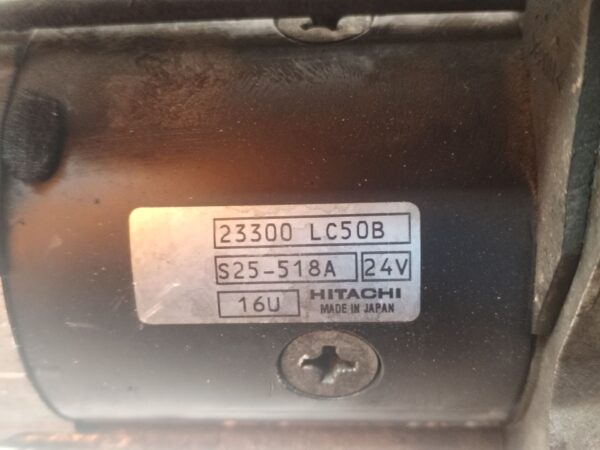 23300 LC50B
S25-518A 24V
16U HITACHI
MADE IN JAPAN